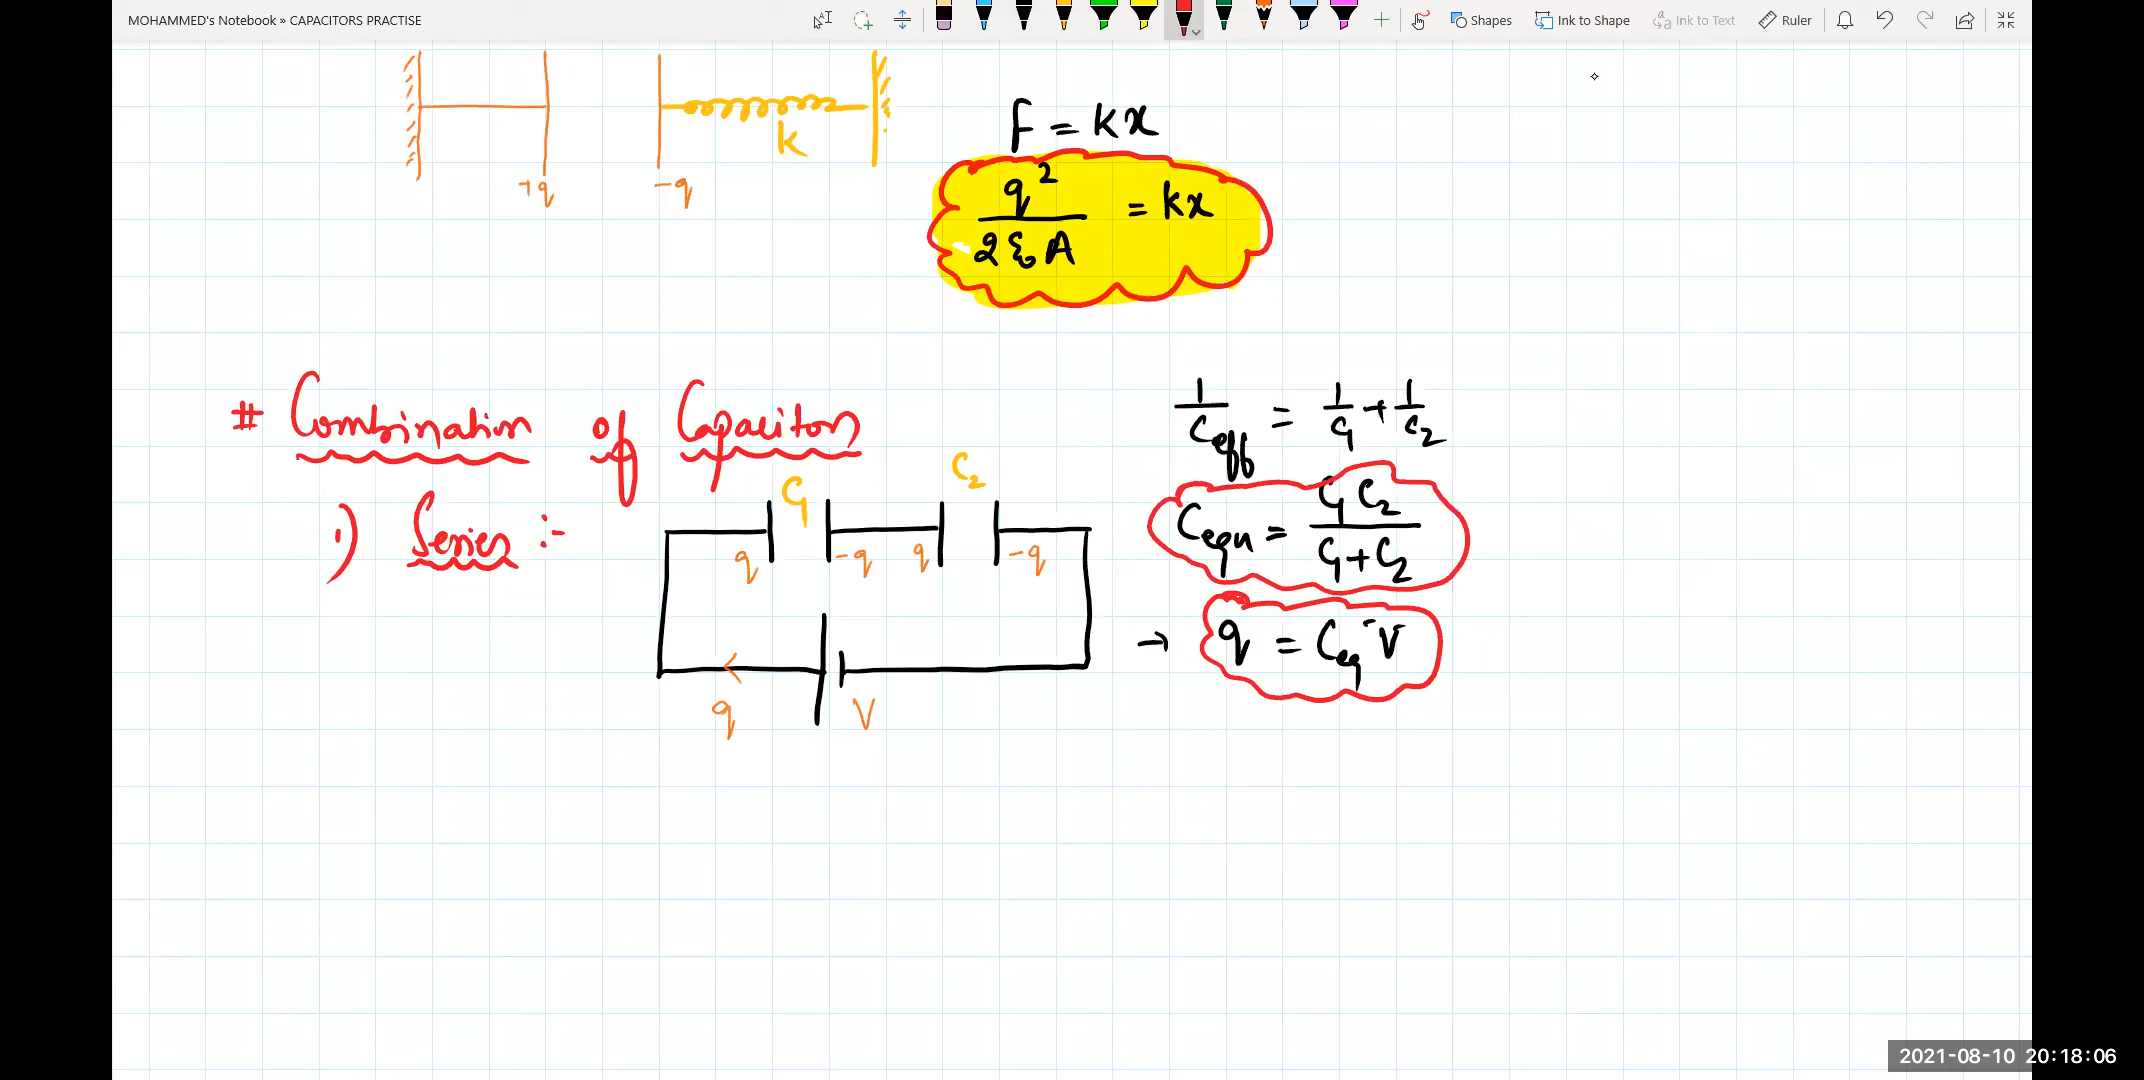 MOHAMMED's Notebook » CAPACITORS PRACTISE
Shapes Ink to Shape Ink to Text Ruler
k
+q -q
F = kx
q² / 2ε₀A = kx
# Combination of Capacitors
1) Series :-
C₁ C₂
q -q q -q
q V
1/Ceff = 1/C₁ + 1/C₂
Ceqn = C₁C₂ / C₁+C₂
→ q = Ceq V
2021-08-10 20:18:06